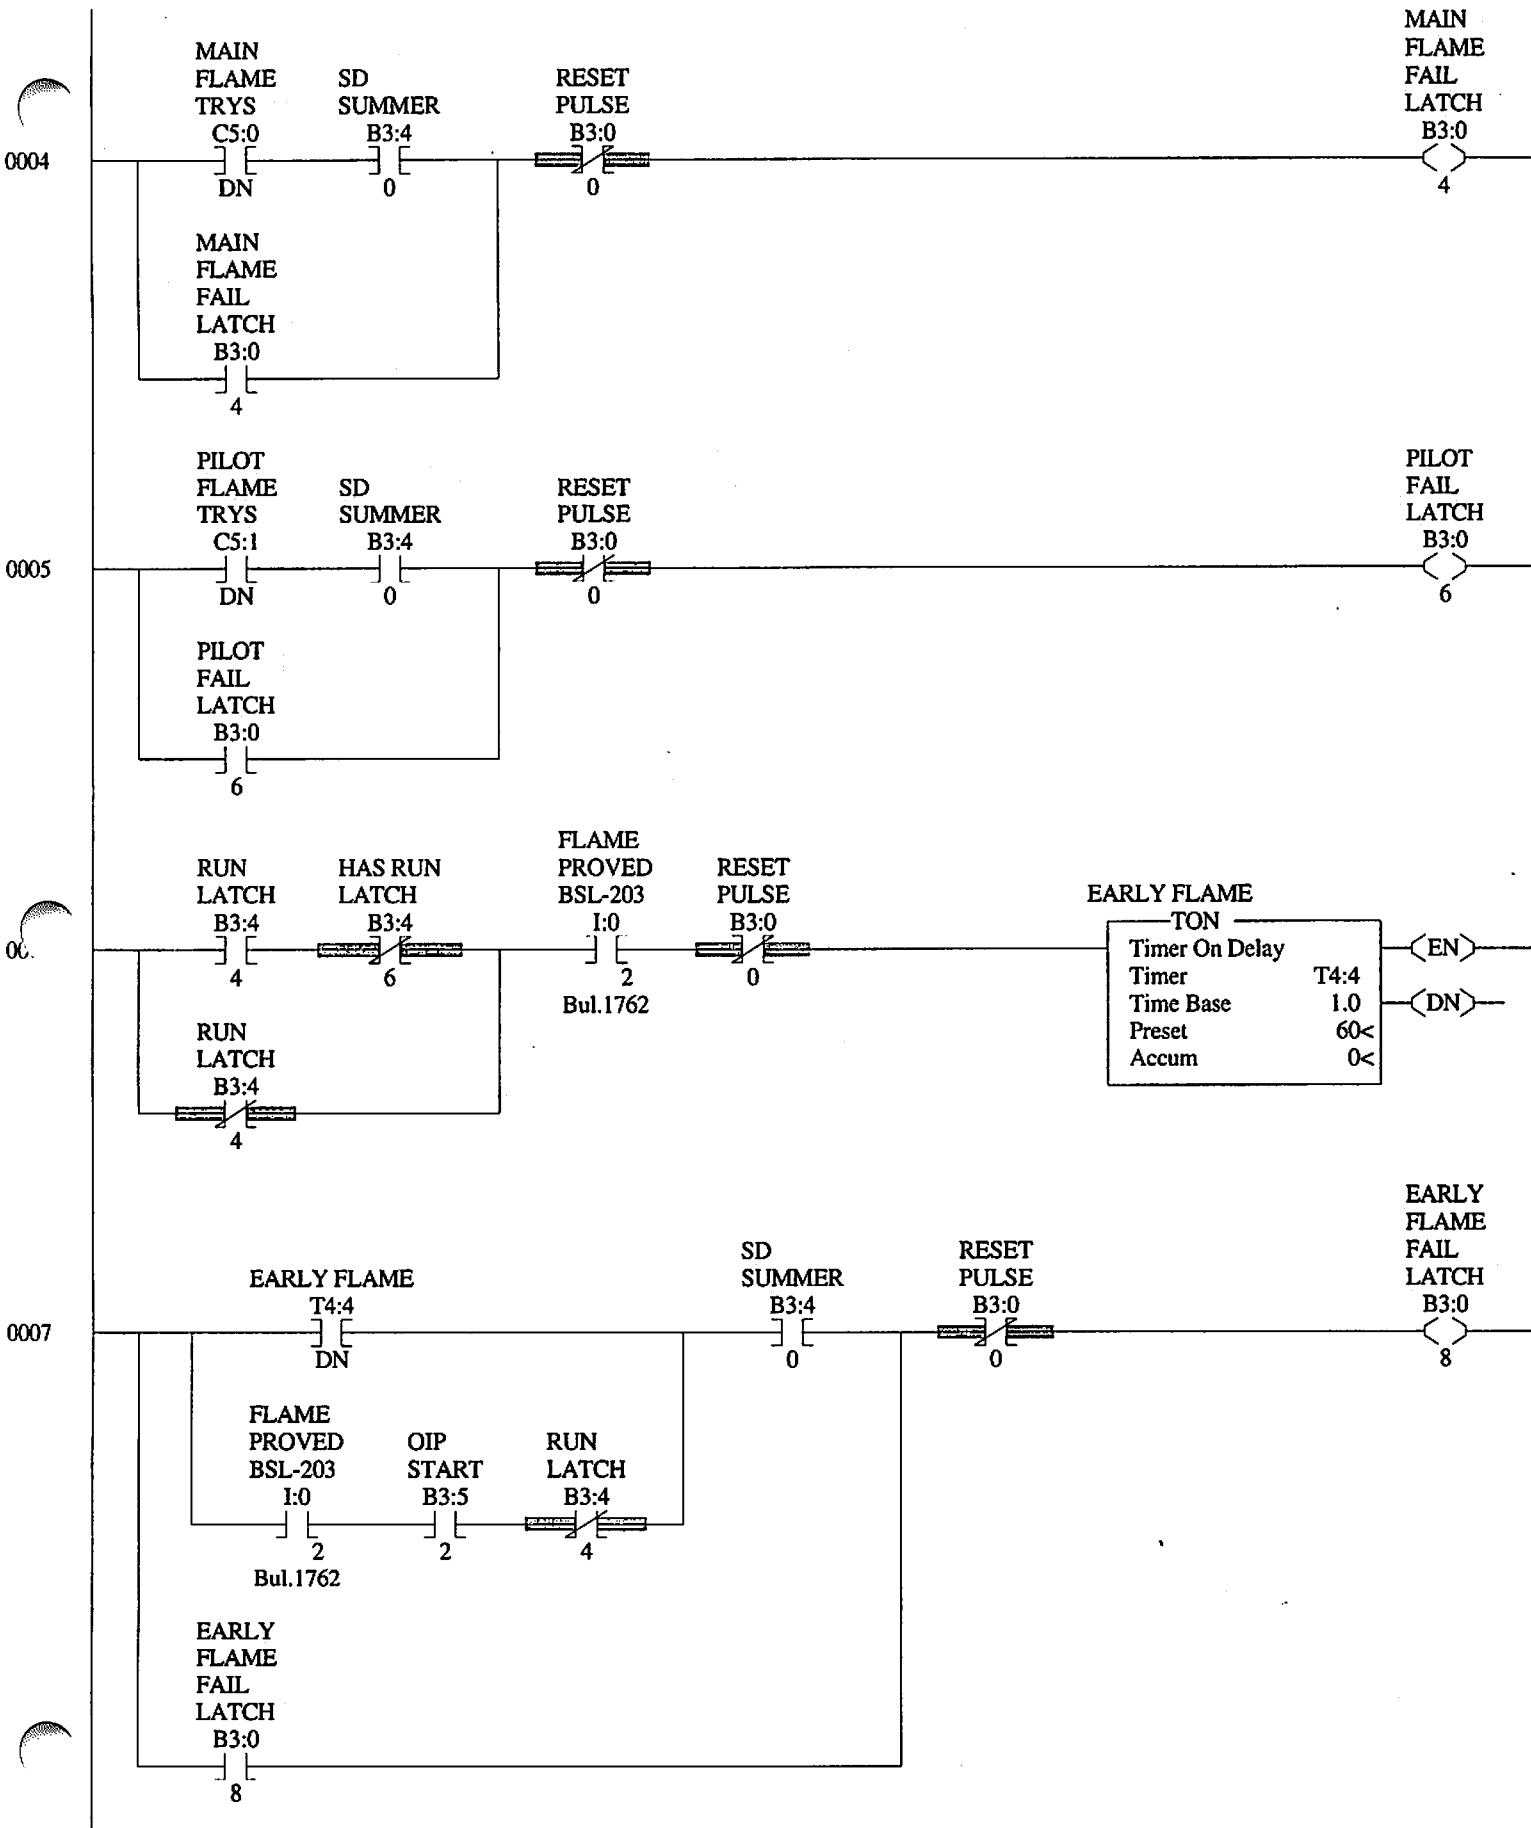 MAIN
FLAME
TRYS
C5:0
DN
SD
SUMMER
B3:4
0
RESET
PULSE
B3:0
0
MAIN
FLAME
FAIL
LATCH
B3:0
4
0004
MAIN
FLAME
FAIL
LATCH
B3:0
4
PILOT
FLAME
TRYS
C5:1
DN
SD
SUMMER
B3:4
0
RESET
PULSE
B3:0
0
PILOT
FAIL
LATCH
B3:0
6
0005
PILOT
FAIL
LATCH
B3:0
6
RUN
LATCH
B3:4
4
HAS RUN
LATCH
B3:4
6
FLAME
PROVED
BSL-203
I:0
2
Bul.1762
RESET
PULSE
B3:0
0
EARLY FLAME
TON
Timer On Delay
Timer T4:4
Time Base 1.0
Preset 60<
Accum 0<
EN
DN
RUN
LATCH
B3:4
4
EARLY FLAME
T4:4
DN
SD
SUMMER
B3:4
0
RESET
PULSE
B3:0
0
EARLY
FLAME
FAIL
LATCH
B3:0
8
0007
FLAME
PROVED
BSL-203
I:0
2
Bul.1762
OIP
START
B3:5
2
RUN
LATCH
B3:4
4
EARLY
FLAME
FAIL
LATCH
B3:0
8